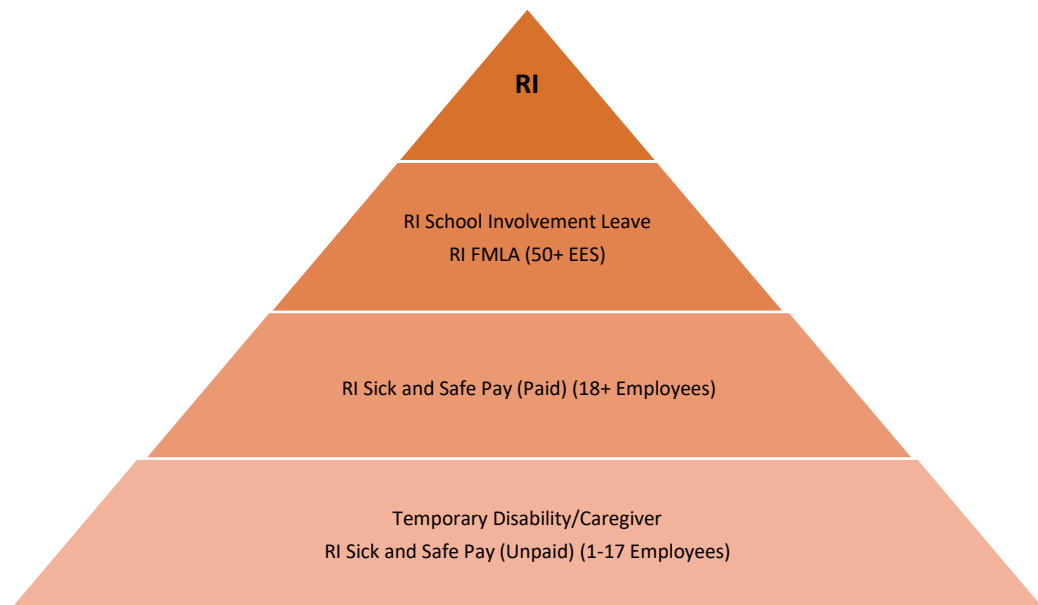 RI
RI School Involvement Leave
RI FMLA (50+ EES)
RI Sick and Safe Pay (Paid) (18+ Employees)
Temporary Disability/Caregiver
RI Sick and Safe Pay (Unpaid) (1-17 Employees)